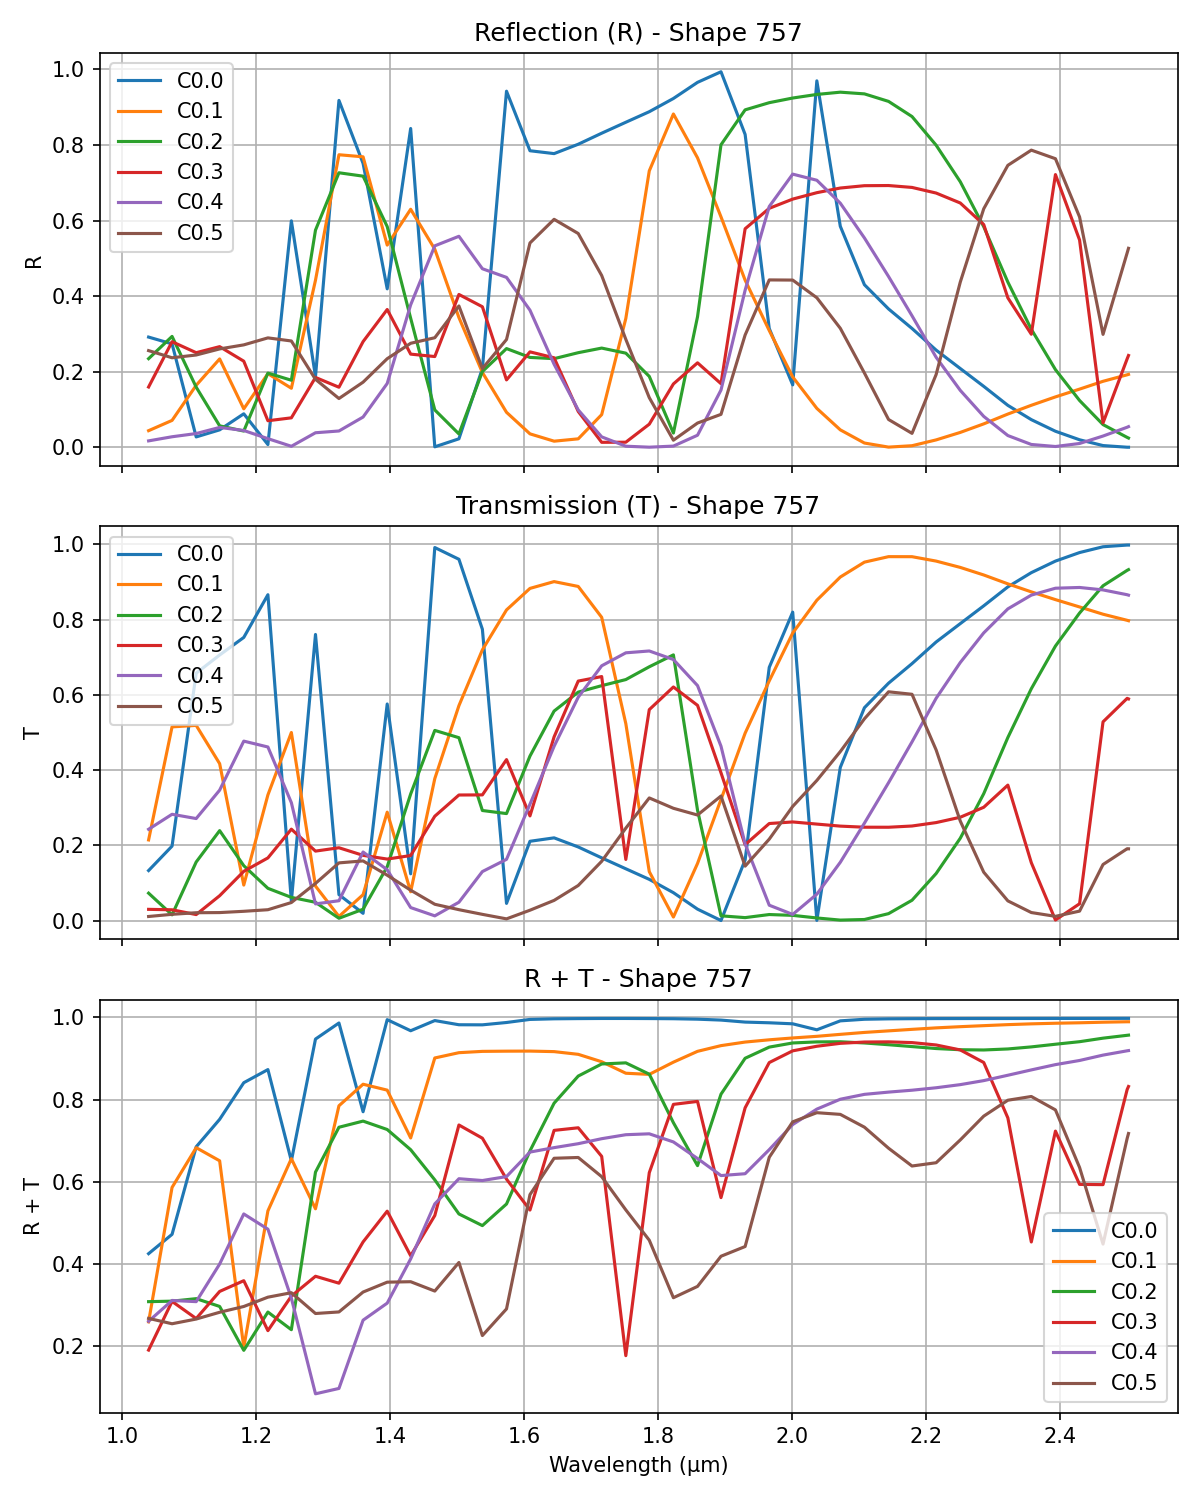 Reflection (R) - Shape 757
1.0
0.8
0.6
0.4
0.2
0.0
R
C0.0
C0.1
C0.2
C0.3
C0.4
C0.5
Transmission (T) - Shape 757
1.0
0.8
0.6
0.4
0.2
0.0
T
C0.0
C0.1
C0.2
C0.3
C0.4
C0.5
R + T - Shape 757
1.0
0.8
0.6
0.4
0.2
R + T
C0.0
C0.1
C0.2
C0.3
C0.4
C0.5
1.0 1.2 1.4 1.6 1.8 2.0 2.2 2.4
Wavelength (μm)